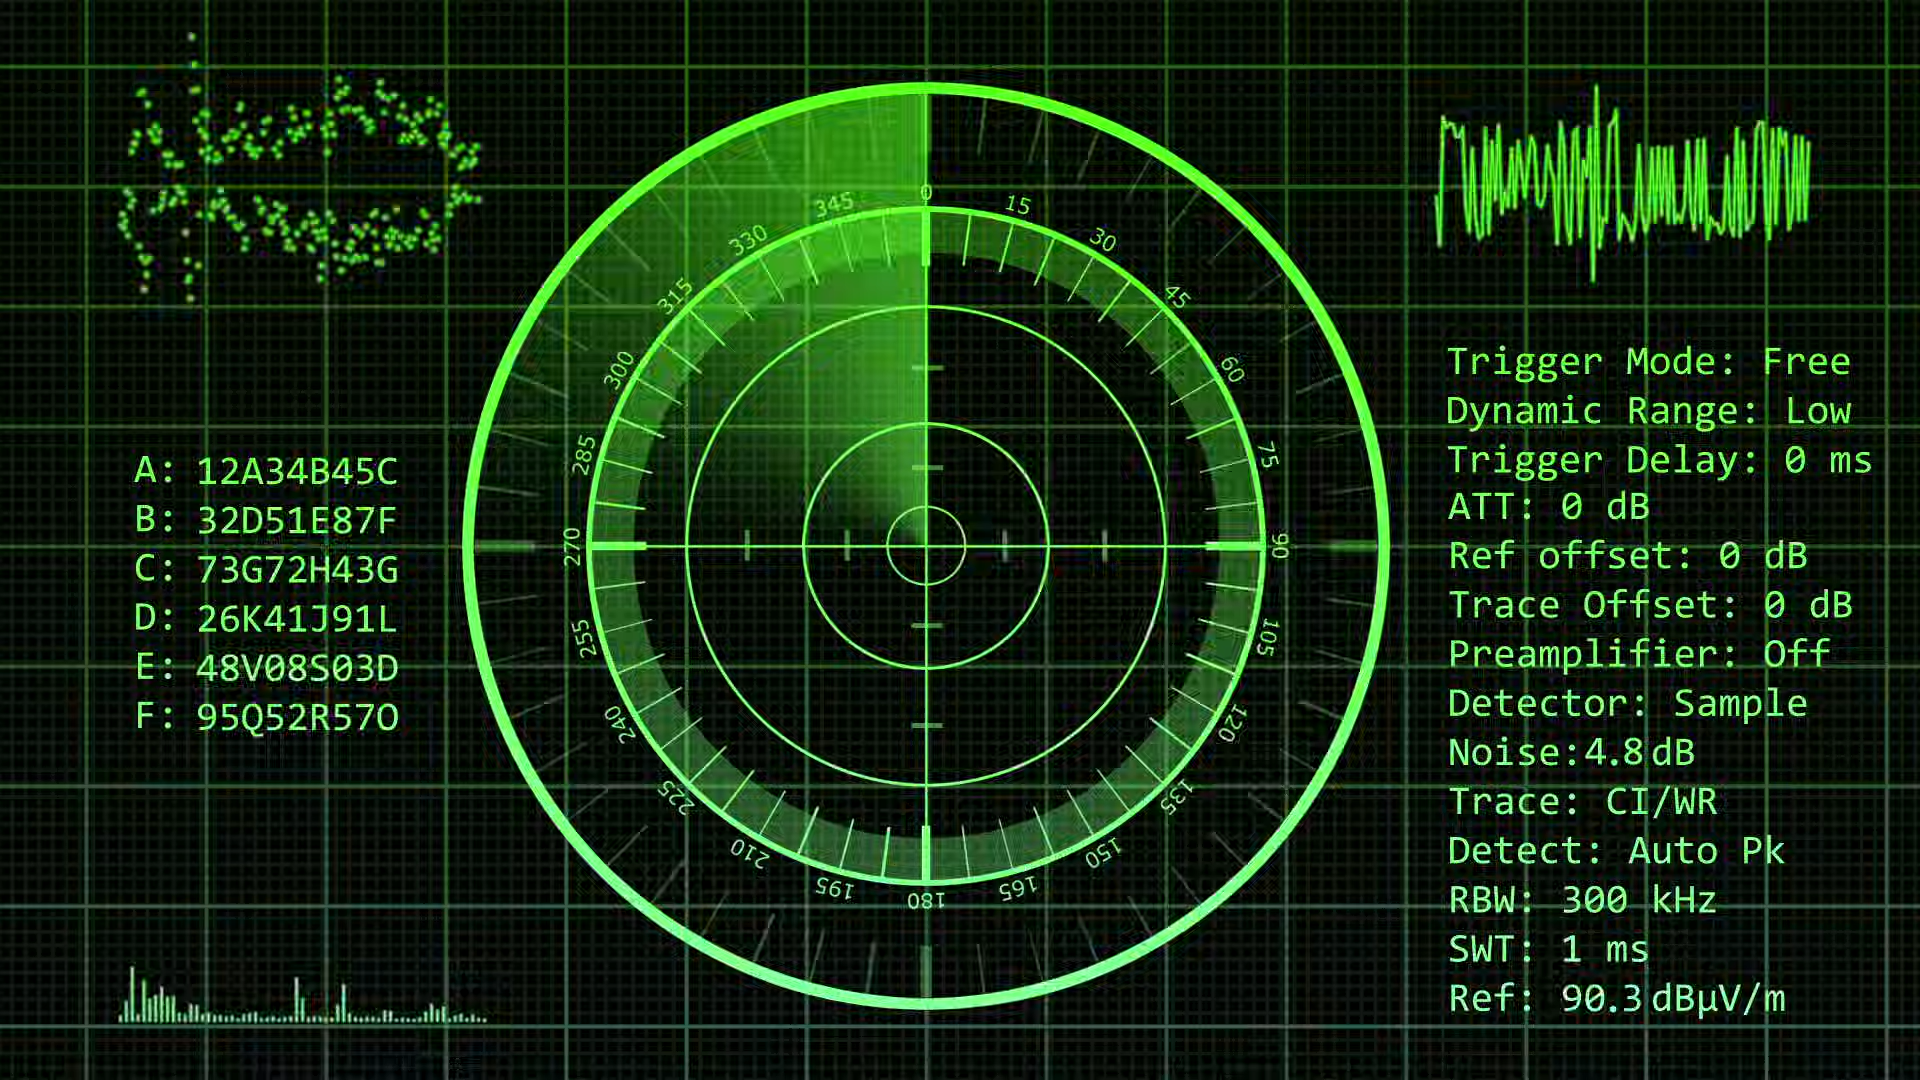 A: 12A34B45C
B: 32D51E87F
C: 73G72H43G
D: 26K41J91L
E: 48V08S03D
F: 95Q52R57O
0
15
30
45
60
75
90
105
120
135
150
165
180
195
210
225
240
255
270
285
300
315
330
345
Trigger Mode: Free
Dynamic Range: Low
Trigger Delay: 0 ms
ATT: 0 dB
Ref offset: 0 dB
Trace Offset: 0 dB
Preamplifier: Off
Detector: Sample
Noise:4.8dB
Trace: CI/WR
Detect: Auto Pk
RBW: 300 kHz
SWT: 1 ms
Ref: 90.3dBµV/m